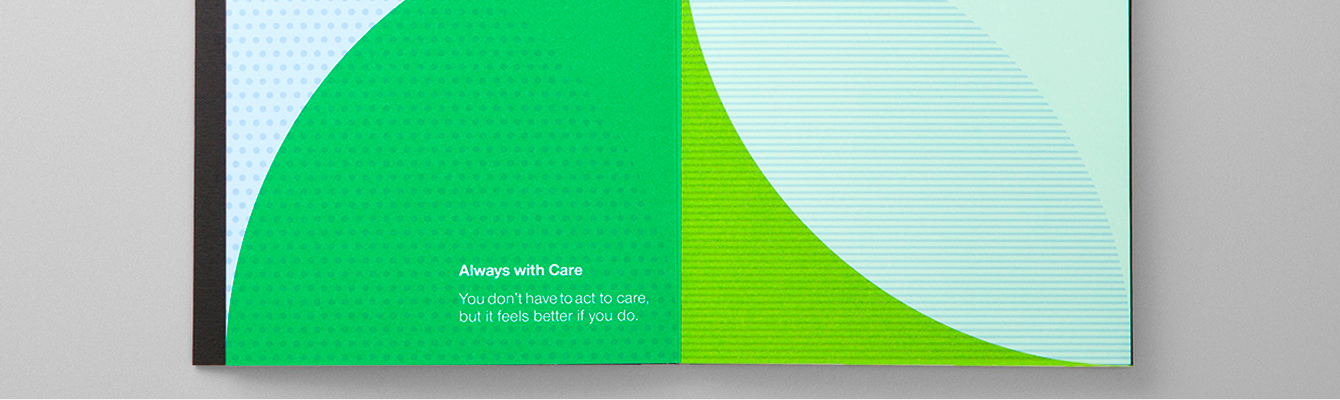 Always with Care
You don't have to act to care,
but it feels better if you do.